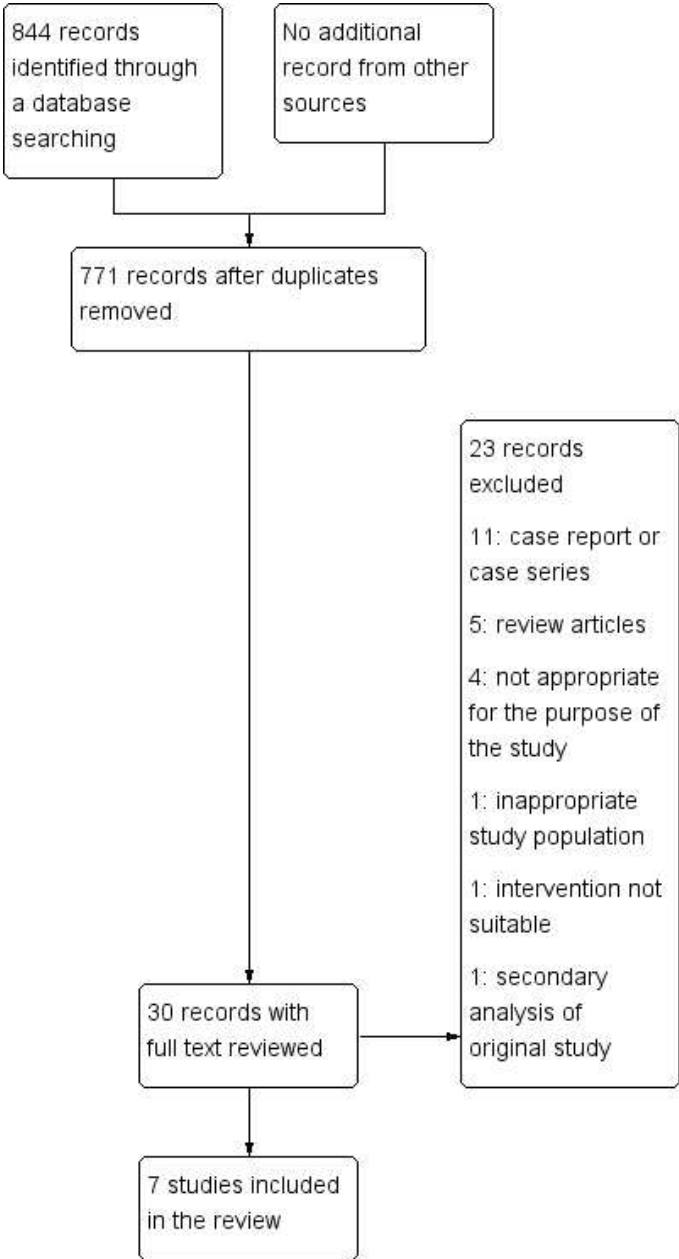 844 records
identified through
a database
searching
No additional
record from other
sources
771 records after duplicates
removed
23 records
excluded
11: case report or
case series
5: review articles
4: not appropriate
for the purpose of
the study
1: inappropriate
study population
1: intervention not
suitable
1: secondary
analysis of
original study
30 records with
full text reviewed
7 studies included
in the review